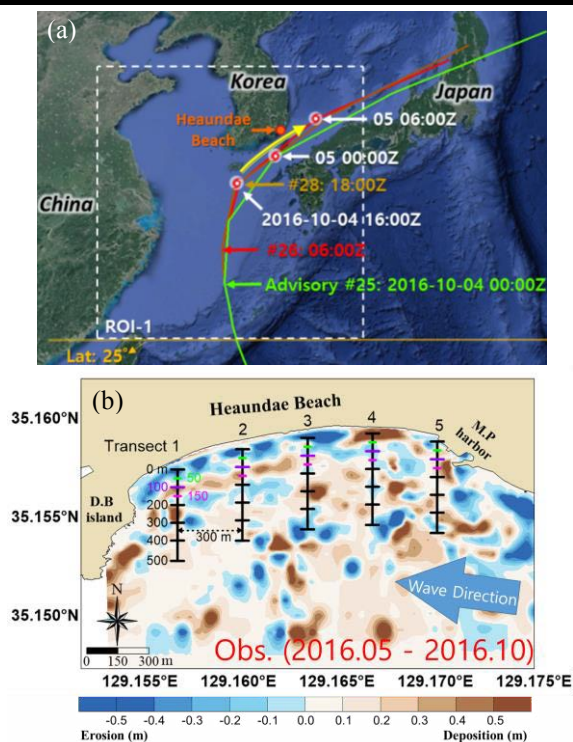 (a)
Korea
Japan
Heaundae
Beach
05 06:00Z
05 00:00Z
China
#28: 18:00Z
2016-10-04 16:00Z
#26: 06:00Z
Advisory #25: 2016-10-04 00:00Z
ROI-1
Lat: 25°
(b)
Heaundae Beach
35.160°N
35.155°N
35.150°N
Transect 1
2
3
4
5
M.P
harbor
0 m
50
100
150
200
300
400
500
300 m
D.B
island
N
Wave Direction
0 150 300 m
Obs. (2016.05 - 2016.10)
129.155°E 129.160°E 129.165°E 129.170°E 129.175°E
-0.5 -0.4 -0.3 -0.2 -0.1 0.0 0.1 0.2 0.3 0.4 0.5
Erosion (m) Deposition (m)